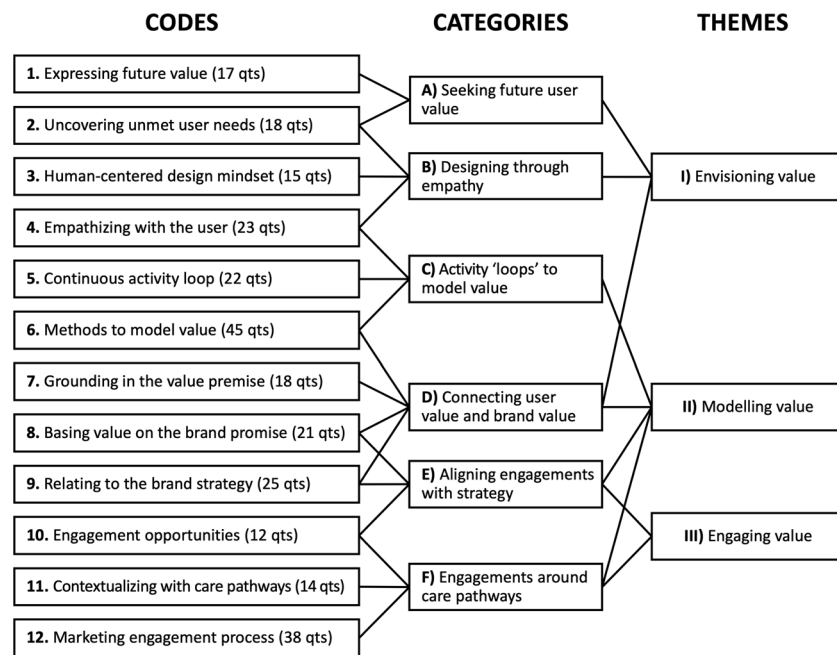 CODES
CATEGORIES
THEMES
1. Expressing future value (17 qts)
2. Uncovering unmet user needs (18 qts)
3. Human-centered design mindset (15 qts)
4. Empathizing with the user (23 qts)
5. Continuous activity loop (22 qts)
6. Methods to model value (45 qts)
7. Grounding in the value premise (18 qts)
8. Basing value on the brand promise (21 qts)
9. Relating to the brand strategy (25 qts)
10. Engagement opportunities (12 qts)
11. Contextualizing with care pathways (14 qts)
12. Marketing engagement process (38 qts)
A) Seeking future user
value
B) Designing through
empathy
C) Activity ‘loops’ to
model value
D) Connecting user
value and brand value
E) Aligning engagements
with strategy
F) Engagements around
care pathways
I) Envisioning value
II) Modelling value
III) Engaging value